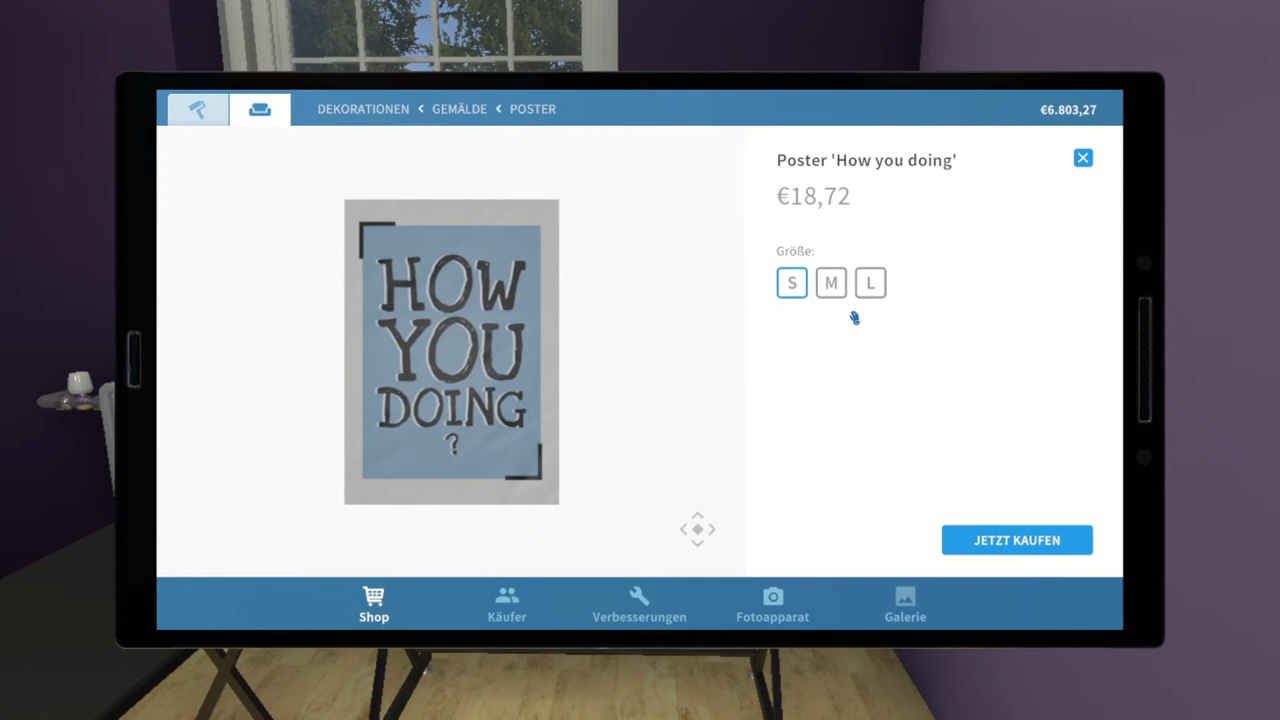 DEKORATIONEN < GEMÄLDE < POSTER
€6.803,27
Poster 'How you doing'
€18,72
Größe:
S M L
HOW
YOU
DOING
?
JETZT KAUFEN
Shop Käufer Verbesserungen Fotoapparat Galerie